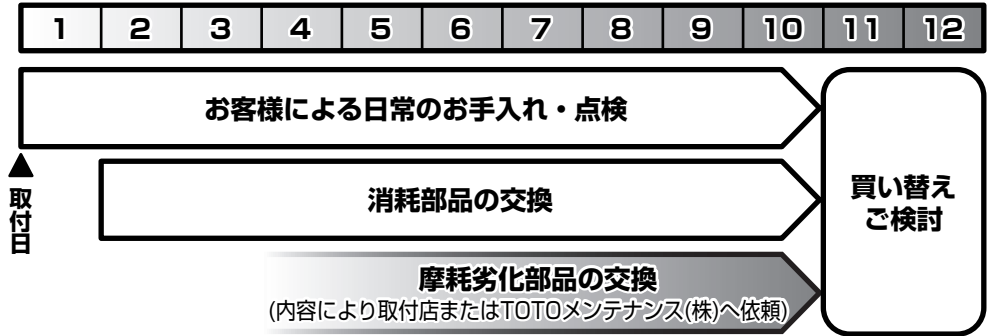 1 2 3 4 5 6 7 8 9 10 11 12
お客様による日常のお手入れ・点検
取付日
消耗部品の交換
買い替え
ご検討
摩耗劣化部品の交換
(内容により取付店またはTOTOメンテナンス(株)へ依頼)